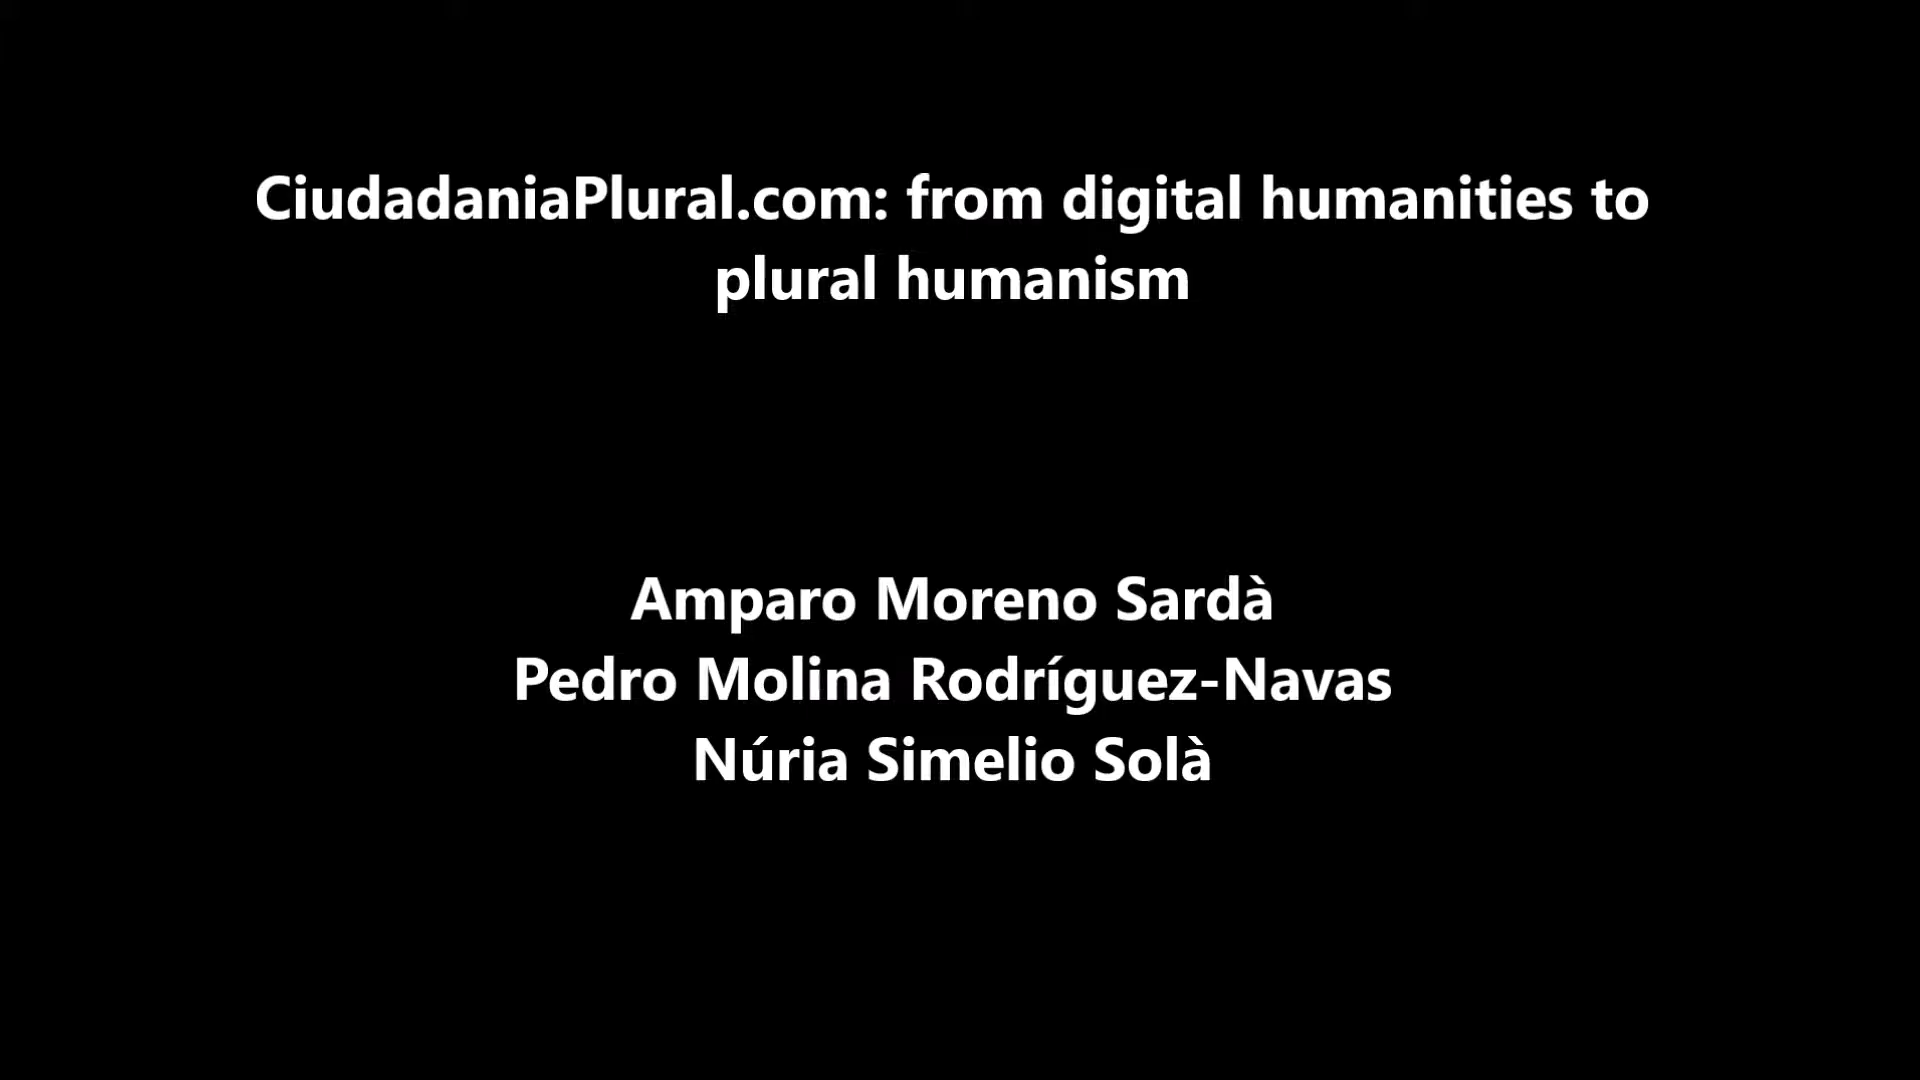 CiudadaniaPlural.com: from digital humanities to
plural humanism
Amparo Moreno Sardà
Pedro Molina Rodríguez-Navas
Núria Simelio Solà